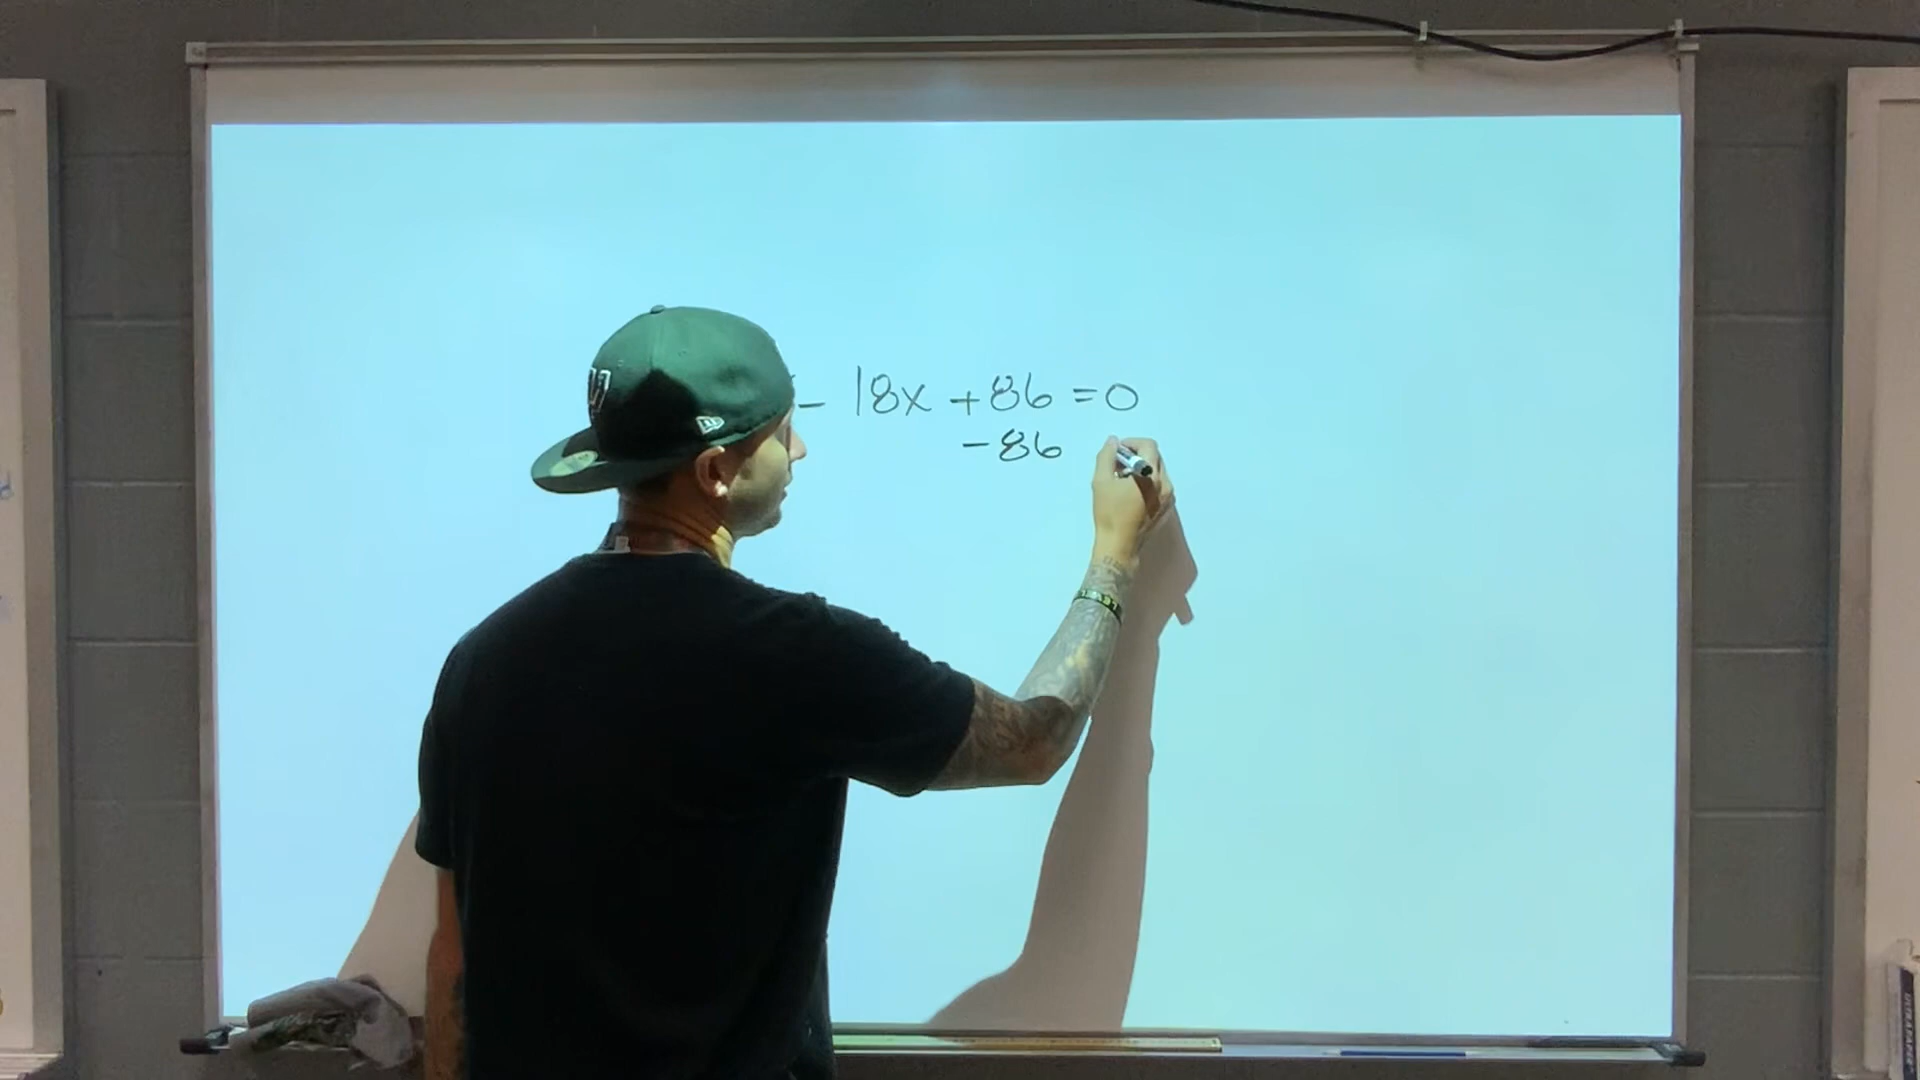 - 18x + 86 = 0
- 86